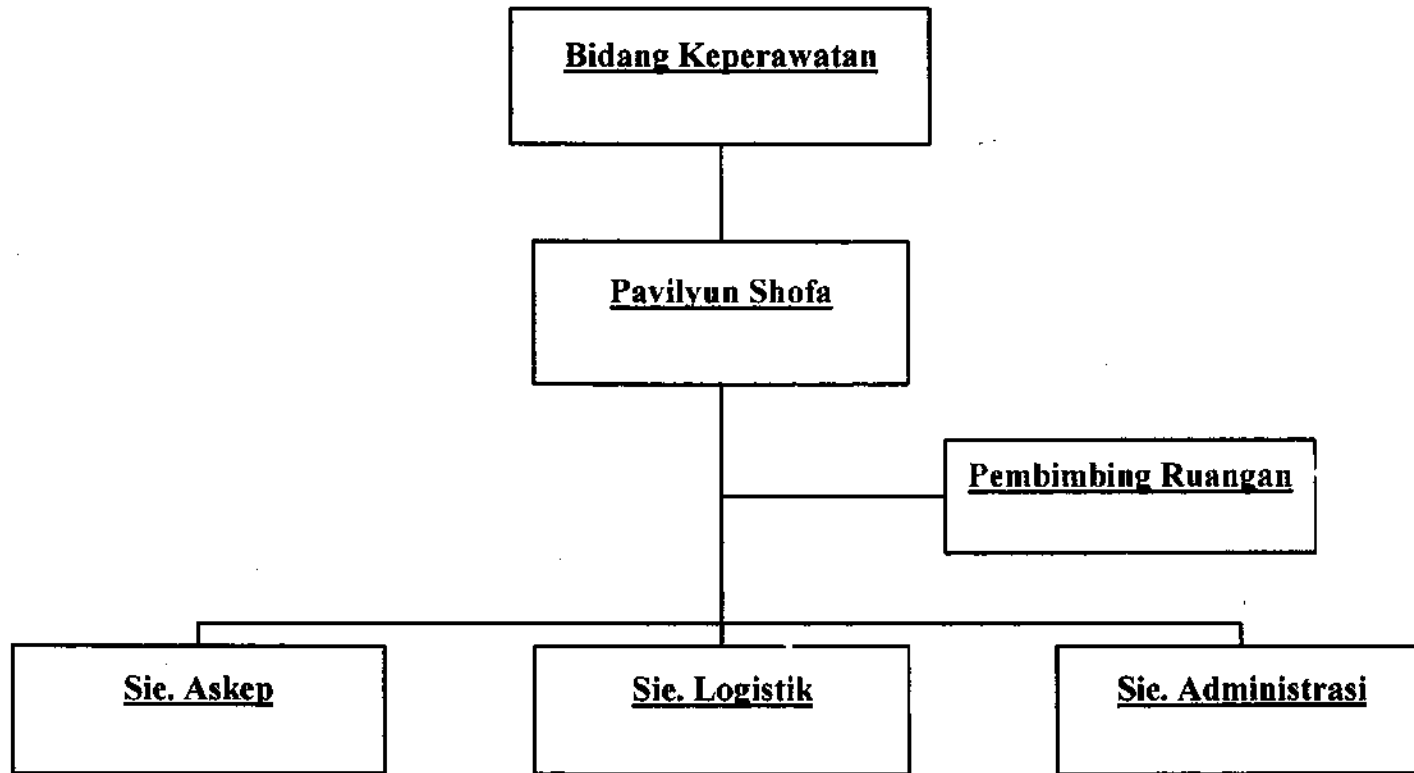 Bidang Keperawatan
Pavilyun Shofa
Pembimbing Ruangan
Sie. Askep
Sie. Logistik
Sie. Administrasi